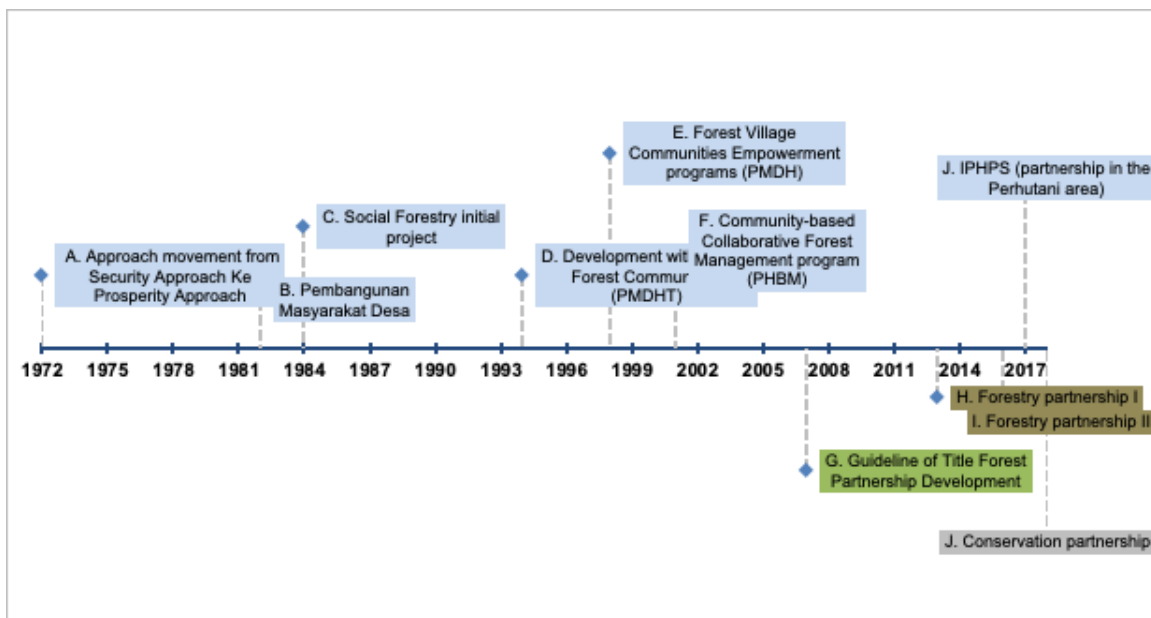 E. Forest Village
Communities Empowerment
programs (PMDH)
J. IPHPS (partnership in the
Perhutani area)
C. Social Forestry initial
project
F. Community-based
Collaborative Forest
Management program
(PHBM)
A. Approach movement from
Security Approach Ke
Prosperity Approach
B. Pembangunan
Masyarakat Desa
D. Development wit
Forest Commur
(PMDHT)
1972 1975 1978 1981 1984 1987 1990 1993 1996 1999 2002 2005 2008 2011 2014 2017
H. Forestry partnership I
I. Forestry partnership II
G. Guideline of Title Forest
Partnership Development
J. Conservation partnership